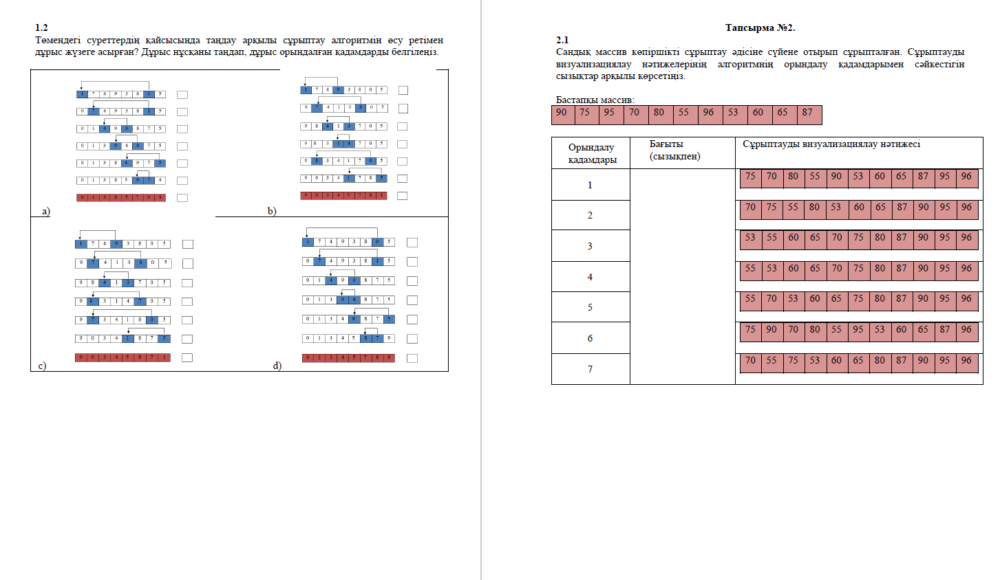 1.2
Төмендегі суреттердің қайсысында таңдау арқылы сұрыптау алгоритмін өсу ретімен
дұрыс жүзеге асырған? Дұрыс нұсқаны таңдап, дұрыс орындалған қадамдарды белгілеңіз.
1 7 4 9 3 8 0 5
0 7 4 9 3 8 1 5
0 1 4 9 3 8 7 5
0 1 3 9 4 8 7 5
0 1 3 8 4 9 7 5
0 1 3 8 5 9 7 4
0 1 3 8 5 7 9 4
a)
1 7 4 9 3 8 0 5
9 7 4 1 3 8 0 5
9 8 4 1 3 7 0 5
9 8 3 1 4 7 0 5
9 8 3 4 1 7 0 5
9 0 3 4 1 7 8 5
9 0 3 4 5 7 8 1
b)
1 7 4 9 3 8 0 5
9 7 4 1 3 8 0 5
9 8 4 1 3 7 0 5
9 8 3 1 4 7 0 5
9 7 3 4 1 8 0 5
9 0 3 4 1 8 7 5
9 0 3 4 5 8 7 1
c)
1 7 4 9 3 8 0 5
0 7 4 9 3 8 1 5
0 1 4 9 3 8 7 5
0 1 3 9 4 8 7 5
0 1 3 4 9 8 7 5
0 1 3 4 5 8 7 9
0 1 3 4 5 7 8 9
d)
Тапсырма №2.
2.1
Сандық массив көпіршікті сұрыптау әдісіне сүйене отырып сұрыпталған. Сұрыптауды
визуализациялау нәтижелерінің алгоритмнің орындалу қадамдарымен сәйкестігін
сызықтар арқылы көрсетіңіз.
Бастапқы массив:
90 75 95 70 80 55 96 53 60 65 87
Орындалу
қадамдары
Бағыты
(сызықпен)
Сұрыптауды визуализациялау нәтижесі
1
75 70 80 55 90 53 60 65 87 95 96
2
70 75 55 80 53 60 65 87 90 95 96
3
53 55 60 65 70 75 80 87 90 95 96
4
55 53 60 65 70 75 80 87 90 95 96
5
55 70 53 60 65 75 80 87 90 95 96
6
75 90 70 80 55 95 53 60 65 87 96
7
70 55 75 53 60 65 80 87 90 95 96